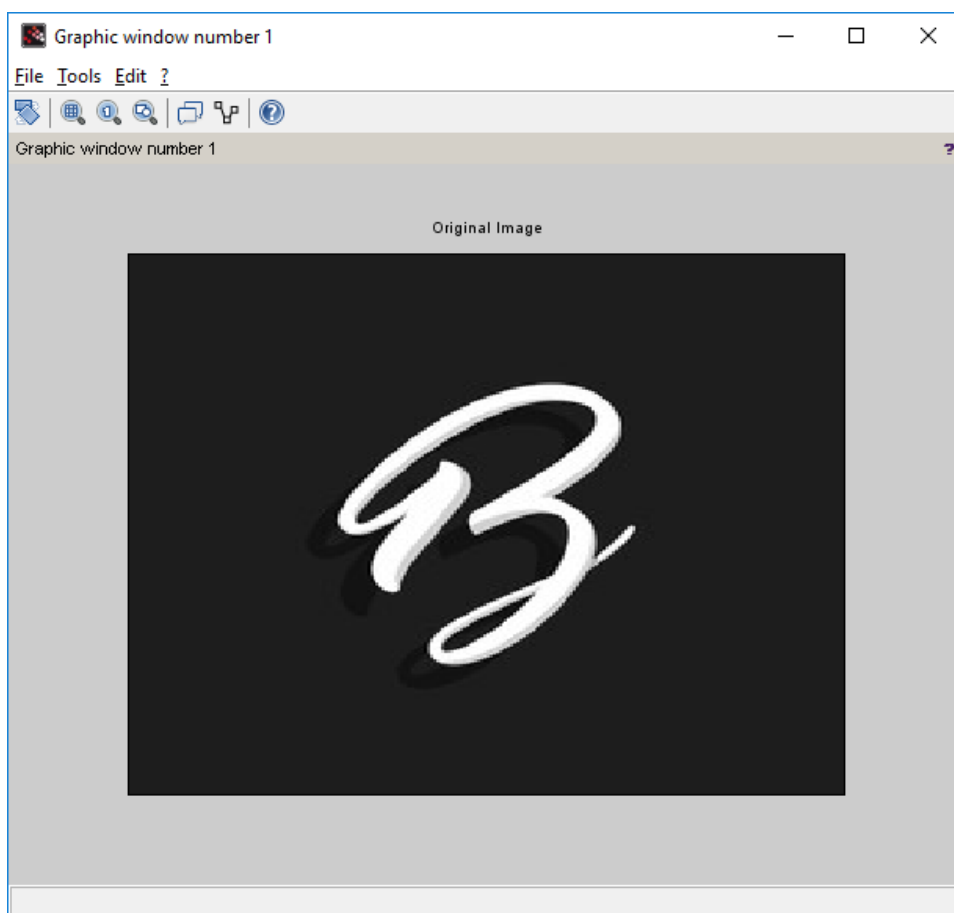 Graphic window number 1
File Tools Edit ?
Graphic window number 1 ?
Original Image
B